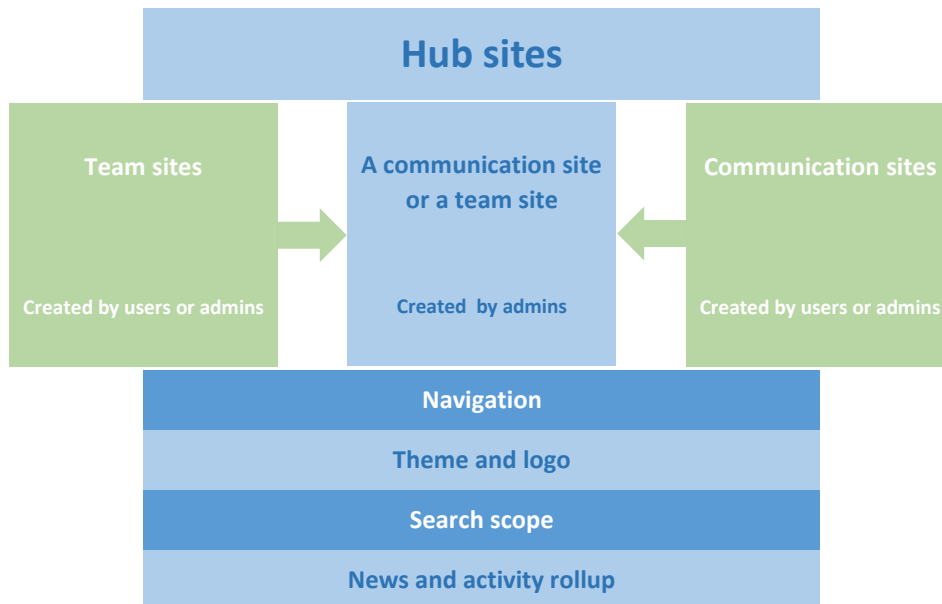 Hub sites
Team sites
Created by users or admins
A communication site
or a team site
Created by admins
Communication sites
Created by users or admins
Navigation
Theme and logo
Search scope
News and activity rollup